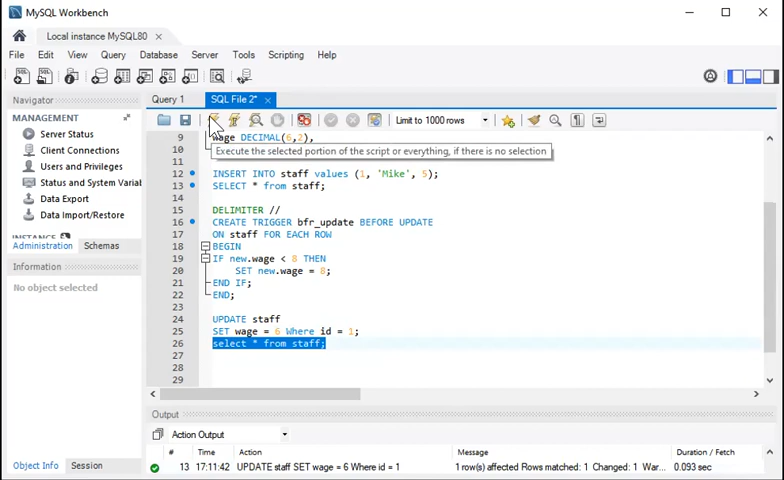 MySQL Workbench
Local instance MySQL80
File Edit View Query Database Server Tools Scripting Help
Navigator
MANAGEMENT
Server Status
Client Connections
Users and Privileges
Status and System Variab
Data Export
Data Import/Restore
Administration Schemas
Information
No object selected
Object Info Session
Query 1 SQL File 2*
Limit to 1000 rows
9 wage DECIMAL(6,2),
Execute the selected portion of the script or everything, if there is no selection
10
11
12 INSERT INTO staff values (1, 'Mike', 5);
13 SELECT * from staff;
14
15 DELIMITER //
16 CREATE TRIGGER bfr_update BEFORE UPDATE
17 ON staff FOR EACH ROW
18 BEGIN
19 IF new.wage < 8 THEN
20 SET new.wage = 8;
21 END IF;
22 END;
23
24 UPDATE staff
25 SET wage = 6 Where id = 1;
26 select * from staff;
27
28
29
Output
Action Output
# Time Action Message Duration / Fetch
13 17:11:42 UPDATE staff SET wage = 6 Where id = 1 1 row(s) affected Rows matched: 1 Changed: 1 War... 0.093 sec